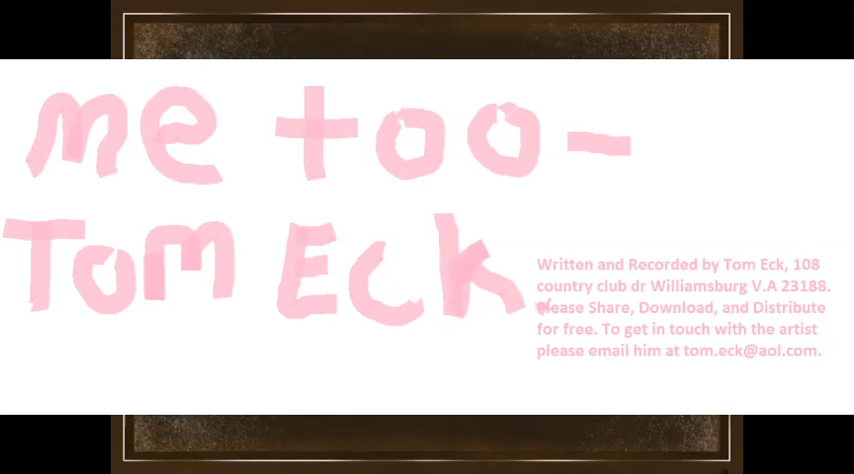 me too -
Tom Eck
Written and Recorded by Tom Eck, 108
country club dr Williamsburg V.A 23188.
Please Share, Download, and Distribute
for free. To get in touch with the artist
please email him at tom.eck@aol.com.